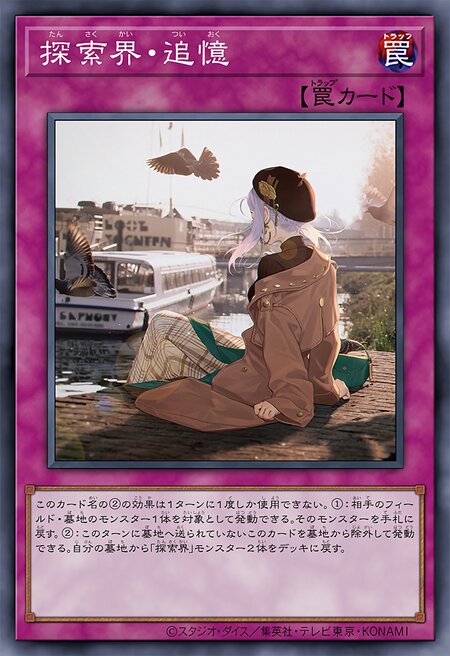 探索界・追憶
罠
【罠カード】
このカード名の②の効果は1ターンに1度しか使用できない。①：相手のフィー
ルド・墓地のモンスター1体を対象として発動できる。そのモンスターを手札に
戻す。②：このターンに墓地へ送られていないこのカードを墓地から除外して発動
できる。自分の墓地から「探索界」モンスター2体をデッキに戻す。
©スタジオ・ダイス／集英社・テレビ東京・KONAMI